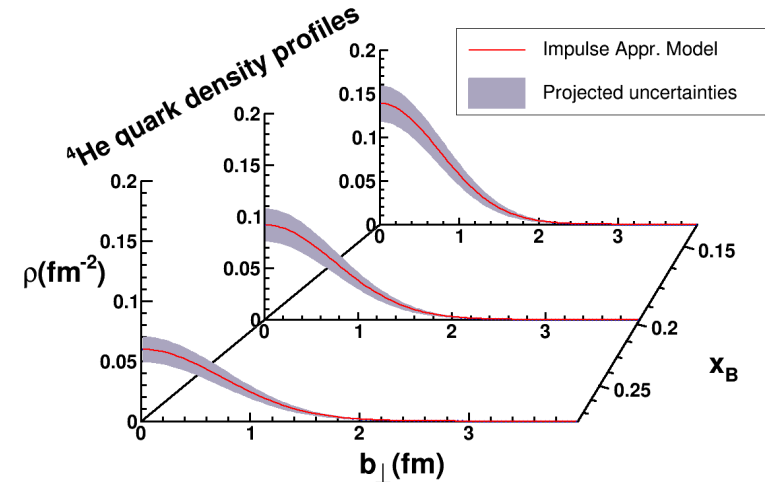 ⁴He quark density profiles
Impulse Appr. Model
Projected uncertainties
0.2
0.15
0.1
0.05
0
0 1 2 3
0.2
0.15
0.1
0.05
0
0 1 2 3
0.2
0.15
0.1
0.05
0
0 1 2 3
ρ(fm⁻²)
b⊥(fm)
0.15
0.2
0.25
x_B